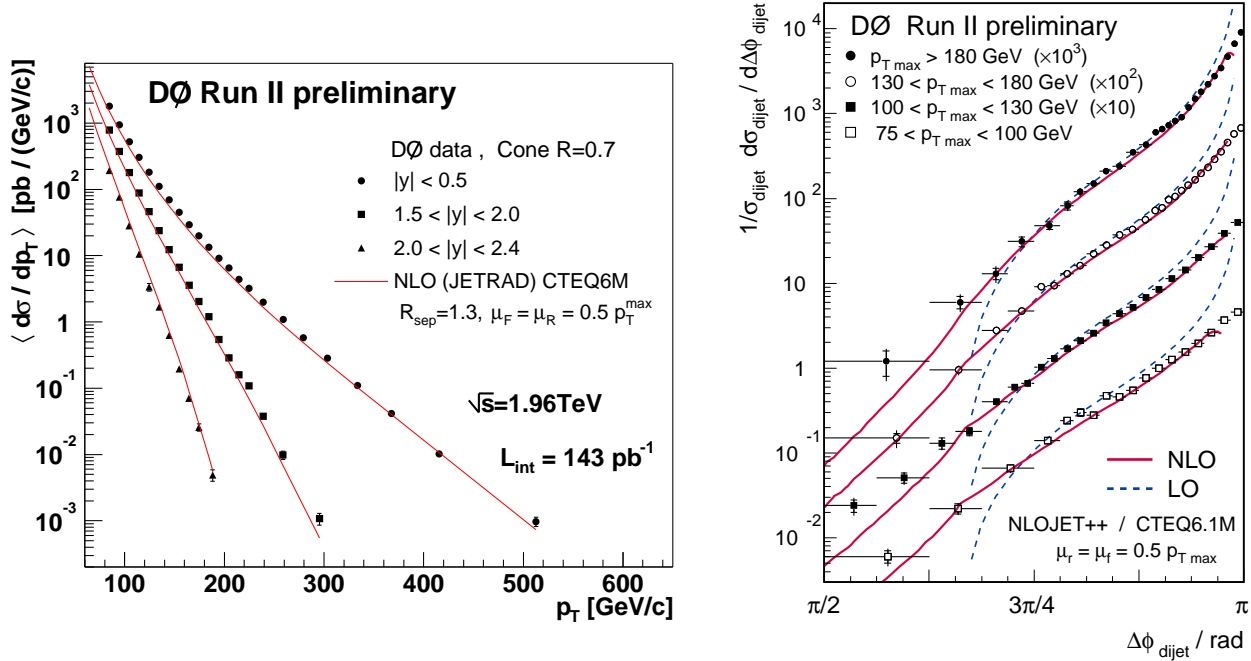 DØ Run II preliminary
DØ data , Cone R=0.7
|y| < 0.5
1.5 < |y| < 2.0
2.0 < |y| < 2.4
NLO (JETRAD) CTEQ6M
R_sep=1.3, μ_F = μ_R = 0.5 p_T^max
√s=1.96TeV
L_int = 143 pb^-1
⟨ dσ / dp_T ⟩ [pb / (GeV/c)]
10^3
10^2
10
1
10^-1
10^-2
10^-3
100 200 300 400 500 600
p_T [GeV/c]
DØ Run II preliminary
p_T max > 180 GeV (×10^3)
130 < p_T max < 180 GeV (×10^2)
100 < p_T max < 130 GeV (×10)
75 < p_T max < 100 GeV
1/σ_dijet dσ_dijet / dΔϕ_dijet
10^4
10^3
10^2
10
1
10^-1
10^-2
NLO
LO
NLOJET++ / CTEQ6.1M
μ_r = μ_f = 0.5 p_T max
π/2 3π/4 π
Δϕ_dijet / rad